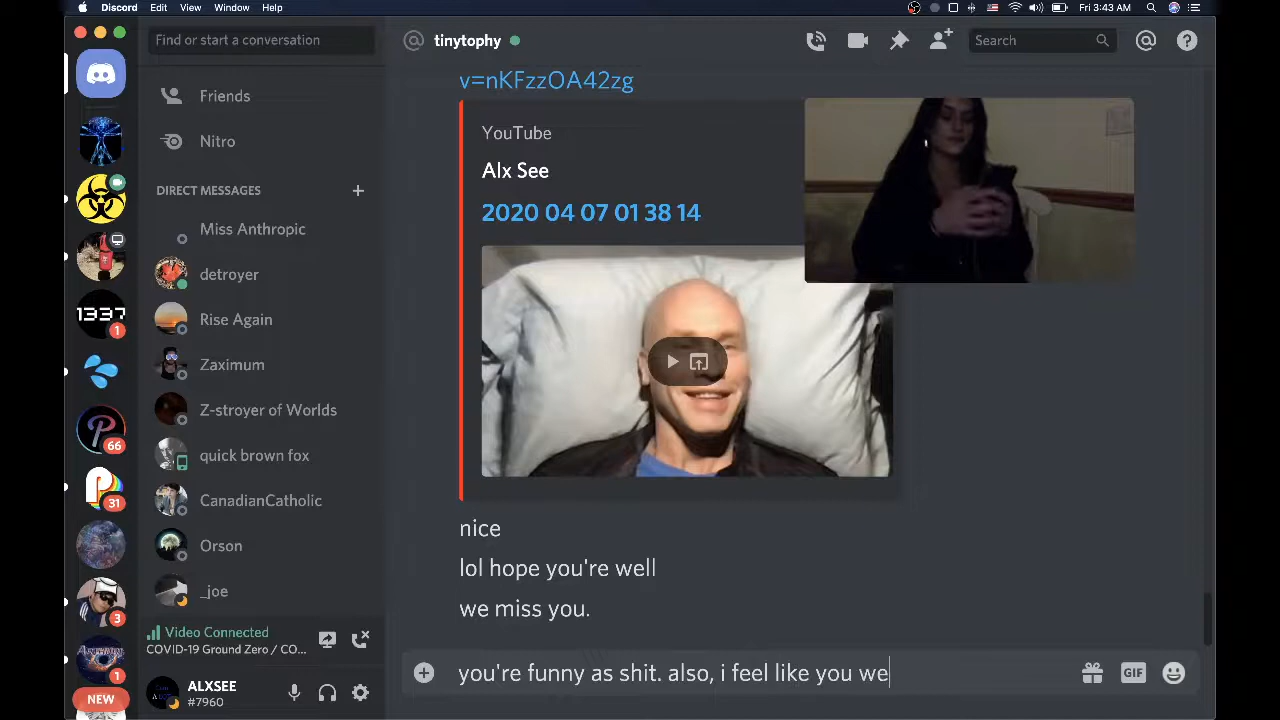 Discord Edit View Window Help Fri 3:43 AM
Find or start a conversation
tinytophy
Search
v=nKFzzOA42zg
Friends
YouTube
Nitro
Alx See
DIRECT MESSAGES
2020 04 07 01 38 14
Miss Anthropic
detroyer
Rise Again
1337
1
Zaximum
Z-stroyer of Worlds
66
quick brown fox
31
CanadianCatholic
nice
Orson
lol hope you're well
_joe
we miss you.
3
Video Connected
COVID-19 Ground Zero / CO...
you're funny as shit. also, i feel like you we
GIF
1
ALXSEE
#7960
NEW